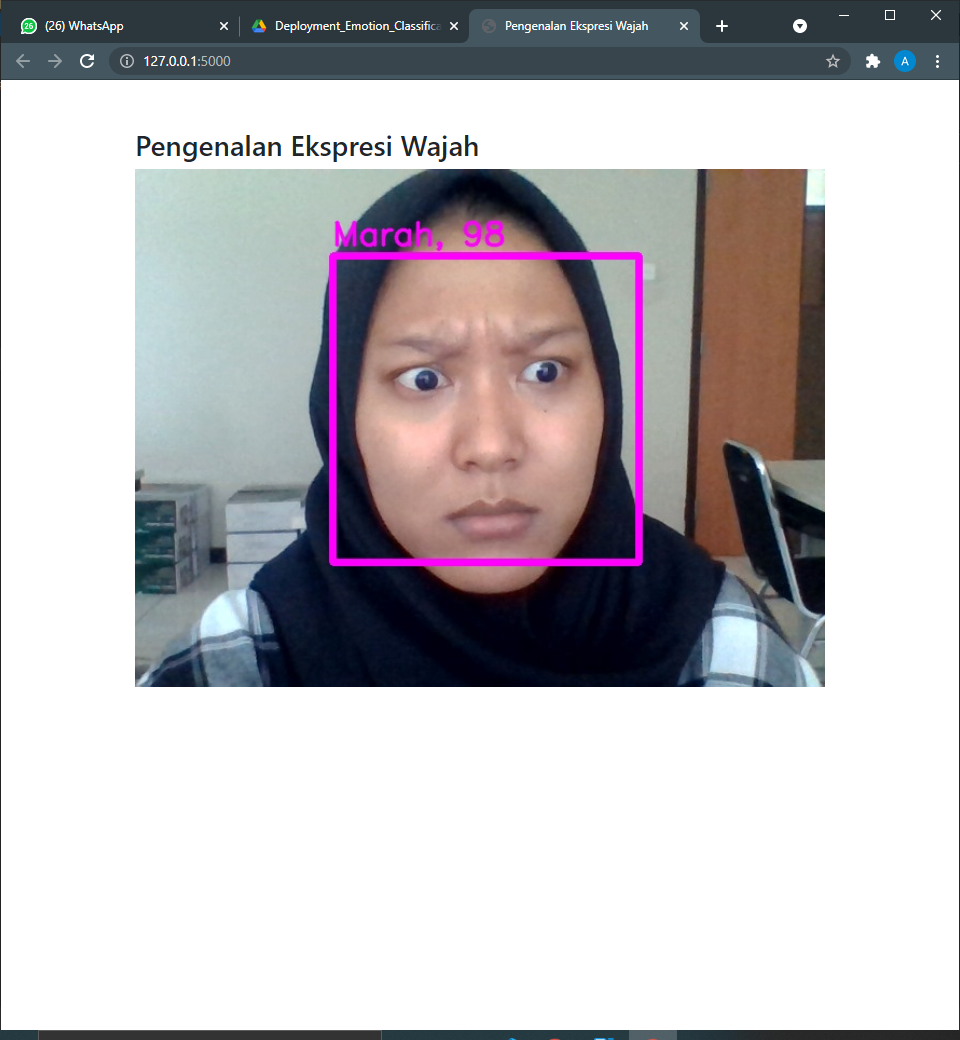 (26) WhatsApp
Deployment_Emotion_Classifica
Pengenalan Ekspresi Wajah
A
127.0.0.1:5000
Pengenalan Ekspresi Wajah
Marah, 98